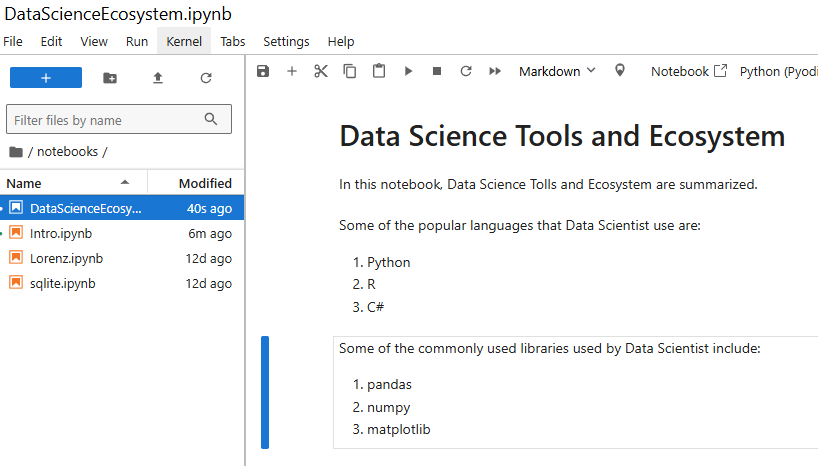 DataScienceEcosystem.ipynb
File Edit View Run Kernel Tabs Settings Help
+
Markdown
Notebook
Python (Pyodi
Filter files by name
/ notebooks /
Name Modified
DataScienceEcosy... 40s ago
Intro.ipynb 6m ago
Lorenz.ipynb 12d ago
sqlite.ipynb 12d ago
Data Science Tools and Ecosystem
In this notebook, Data Science Tolls and Ecosystem are summarized.
Some of the popular languages that Data Scientist use are:
1. Python
2. R
3. C#
Some of the commonly used libraries used by Data Scientist include:
1. pandas
2. numpy
3. matplotlib